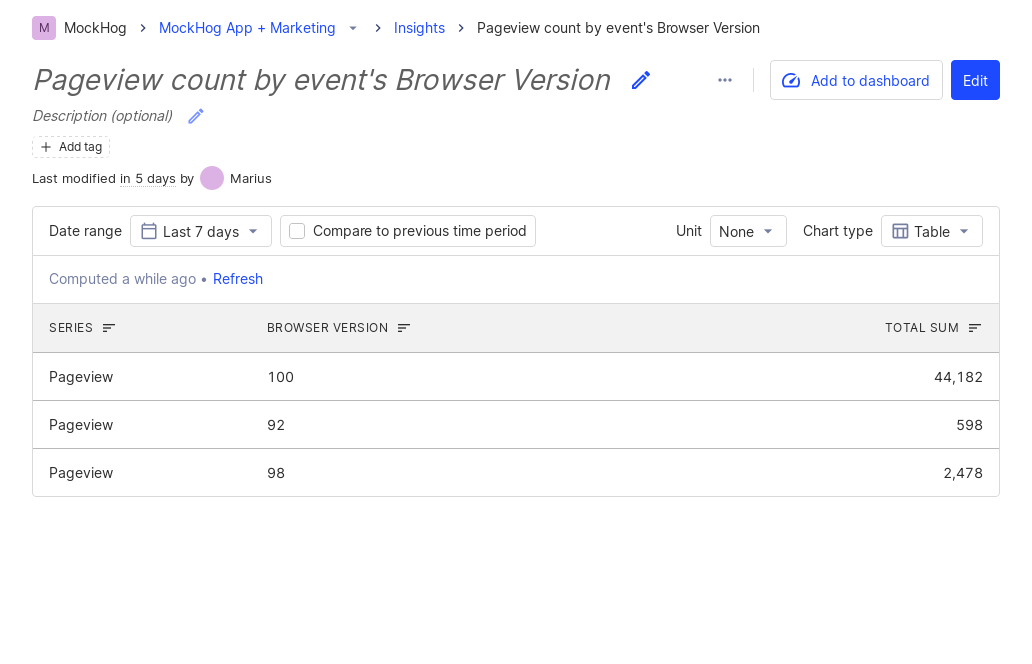 M MockHog > MockHog App + Marketing > Insights > Pageview count by event's Browser Version
Pageview count by event's Browser Version
Add to dashboard
Edit
Description (optional)
Add tag
Last modified in 5 days by Marius
Date range Last 7 days Compare to previous time period Unit None Chart type Table
Computed a while ago • Refresh
SERIES BROWSER VERSION TOTAL SUM
Pageview 100 44,182
Pageview 92 598
Pageview 98 2,478